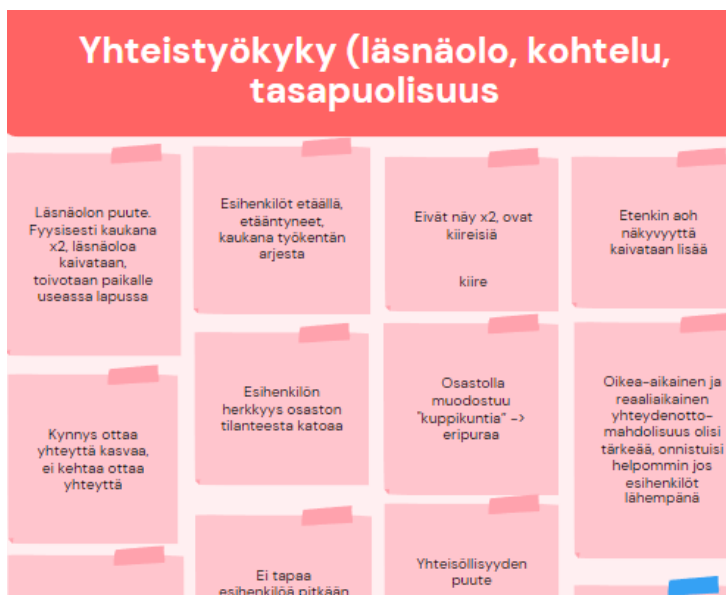 Yhteistyökyky (läsnäolo, kohtelu,
tasapuolisuus
Läsnäolon puute.
Fyysisesti kaukana
x2, läsnäoloa
kaivataan,
toivotaan paikalle
useassa lapussa
Esihenkilöt etäällä,
etääntyneet,
kaukana työkentän
arjesta
Eivät näy x2, ovat
kiireisiä
kiire
Etenkin aoh
näkyvyyttä
kaivataan lisää
Kynnys ottaa
yhteyttä kasvaa,
ei kehtaa ottaa
yhteyttä
Esihenkilön
herkkyys osaston
tilanteesta katoaa
Osastolla
muodostuu
"kuppikuntia" ->
eripuraa
Oikea-aikainen ja
reaaliaikainen
yhteydenotto-
mahdolisuus olisi
tärkeää, onnistuisi
helpommin jos
esihenkilöt
lähempänä
Ei tapaa
esihenkilöä pitkään
Yhteisöllisyyden
puute